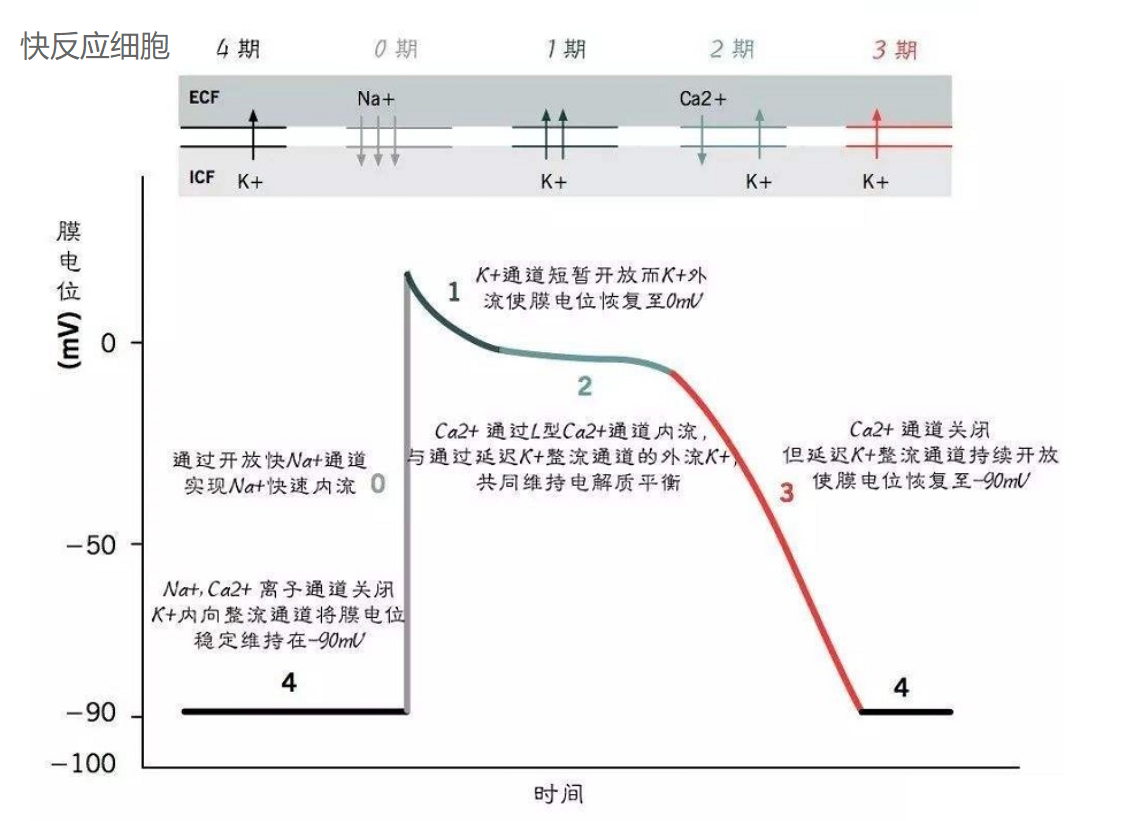 快反应细胞
4 期 0 期 1 期 2 期 3 期
ECF Na+ Ca2+
ICF K+ K+ K+ K+
膜电位(mV)
0
-50
-90
-100
1
K+通道短暂开放而K+外
流使膜电位恢复至0mV
2
Ca2+ 通过L型Ca2+通道内流,
与通过延迟K+整流通道的外流K+,
共同维持电解质平衡
通过开放快Na+通道
实现Na+快速内流
0
Ca2+ 通道关闭
但延迟K+整流通道持续开放
使膜电位恢复至-90mV
3
Na+, Ca2+ 离子通道关闭
K+内向整流通道将膜电位
稳定维持在-90mV
4
4
时间